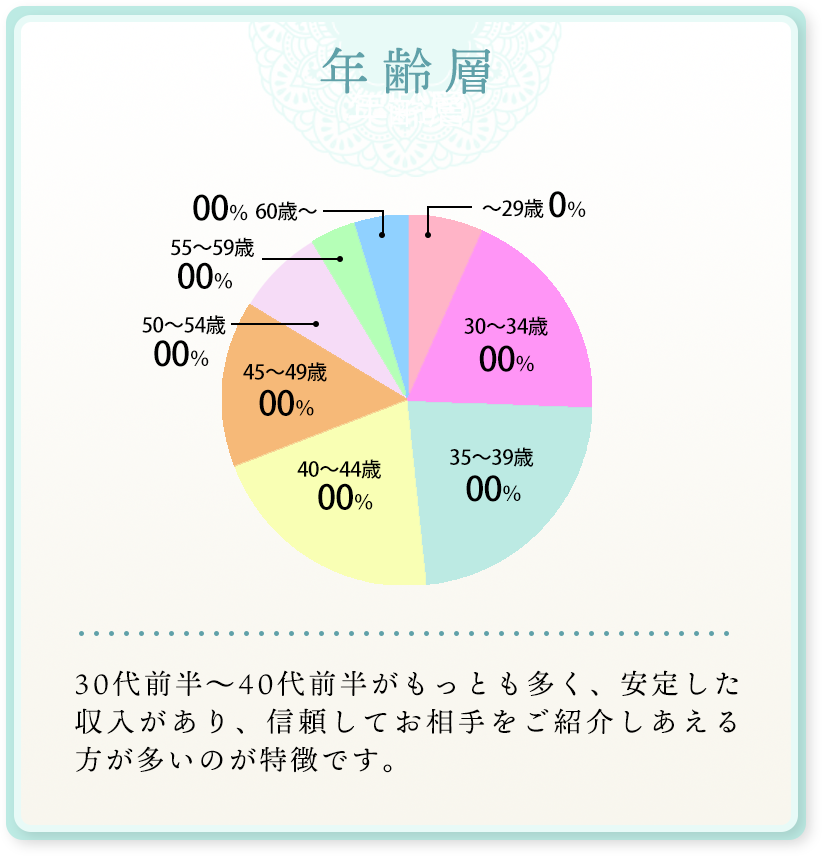 年齢層
～29歳 0%
30～34歳
00%
35～39歳
00%
40～44歳
00%
45～49歳
00%
50～54歳
00%
55～59歳
00%
00% 60歳～
30代前半～40代前半がもっとも多く、安定した
収入があり、信頼してお相手をご紹介しあえる
方が多いのが特徴です。